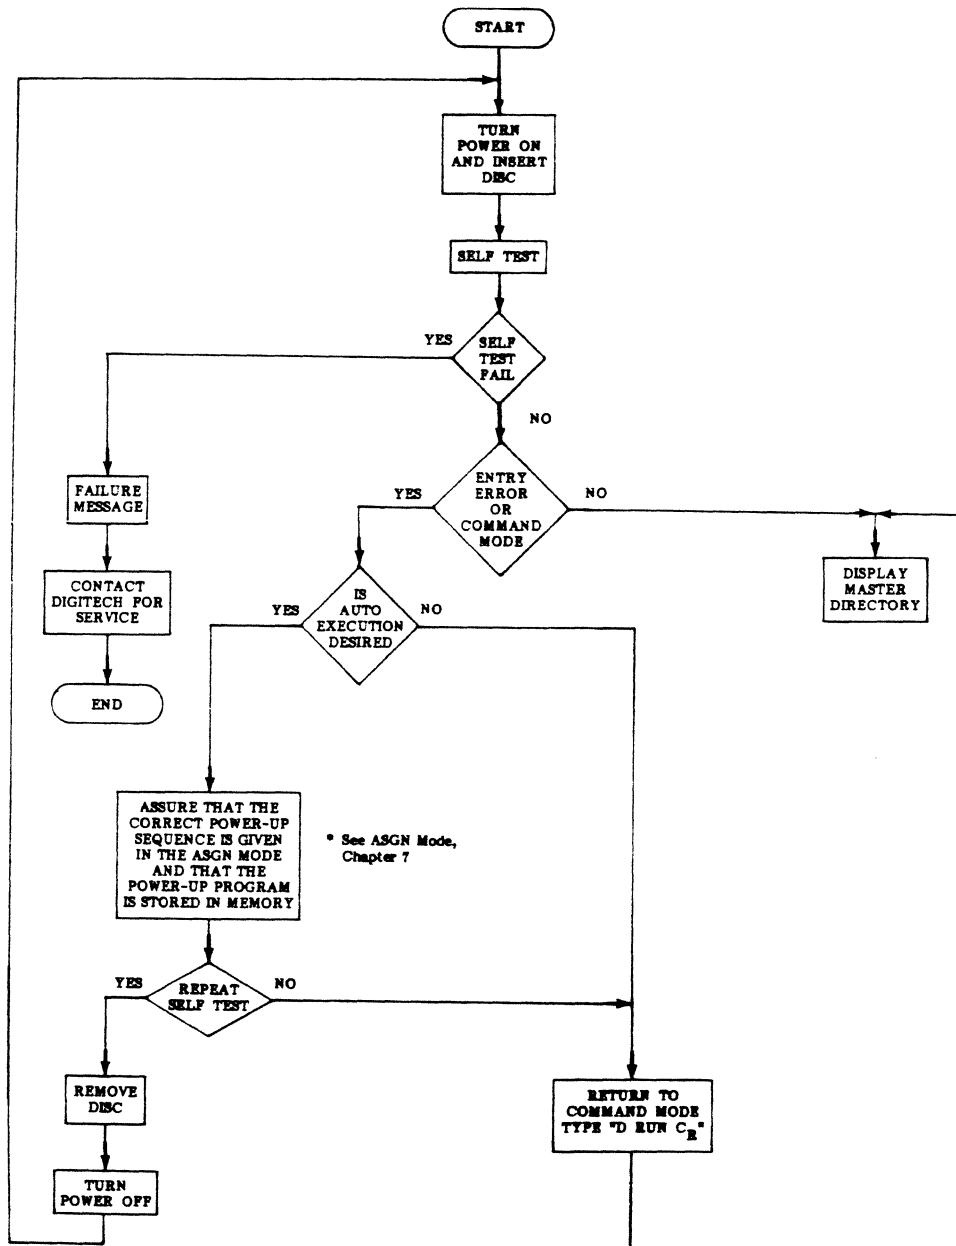 START
TURN
POWER ON
AND INSERT
DISC
SELF TEST
YES
SELF
TEST
FAIL
NO
FAILURE
MESSAGE
YES
ENTRY
ERROR
OR
COMMAND
MODE
NO
CONTACT
DIGITECH FOR
SERVICE
DISPLAY
MASTER
DIRECTORY
YES
IS
AUTO
EXECUTION
DESIRED
NO
END
ASSURE THAT THE
CORRECT POWER-UP
SEQUENCE IS GIVEN
IN THE ASGN MODE
AND THAT THE
POWER-UP PROGRAM
IS STORED IN MEMORY
* See ASGN Mode,
Chapter 7
YES
REPEAT
SELF TEST
NO
REMOVE
DISC
RETURN TO
COMMAND MODE
TYPE "D RUN CR"
TURN
POWER OFF